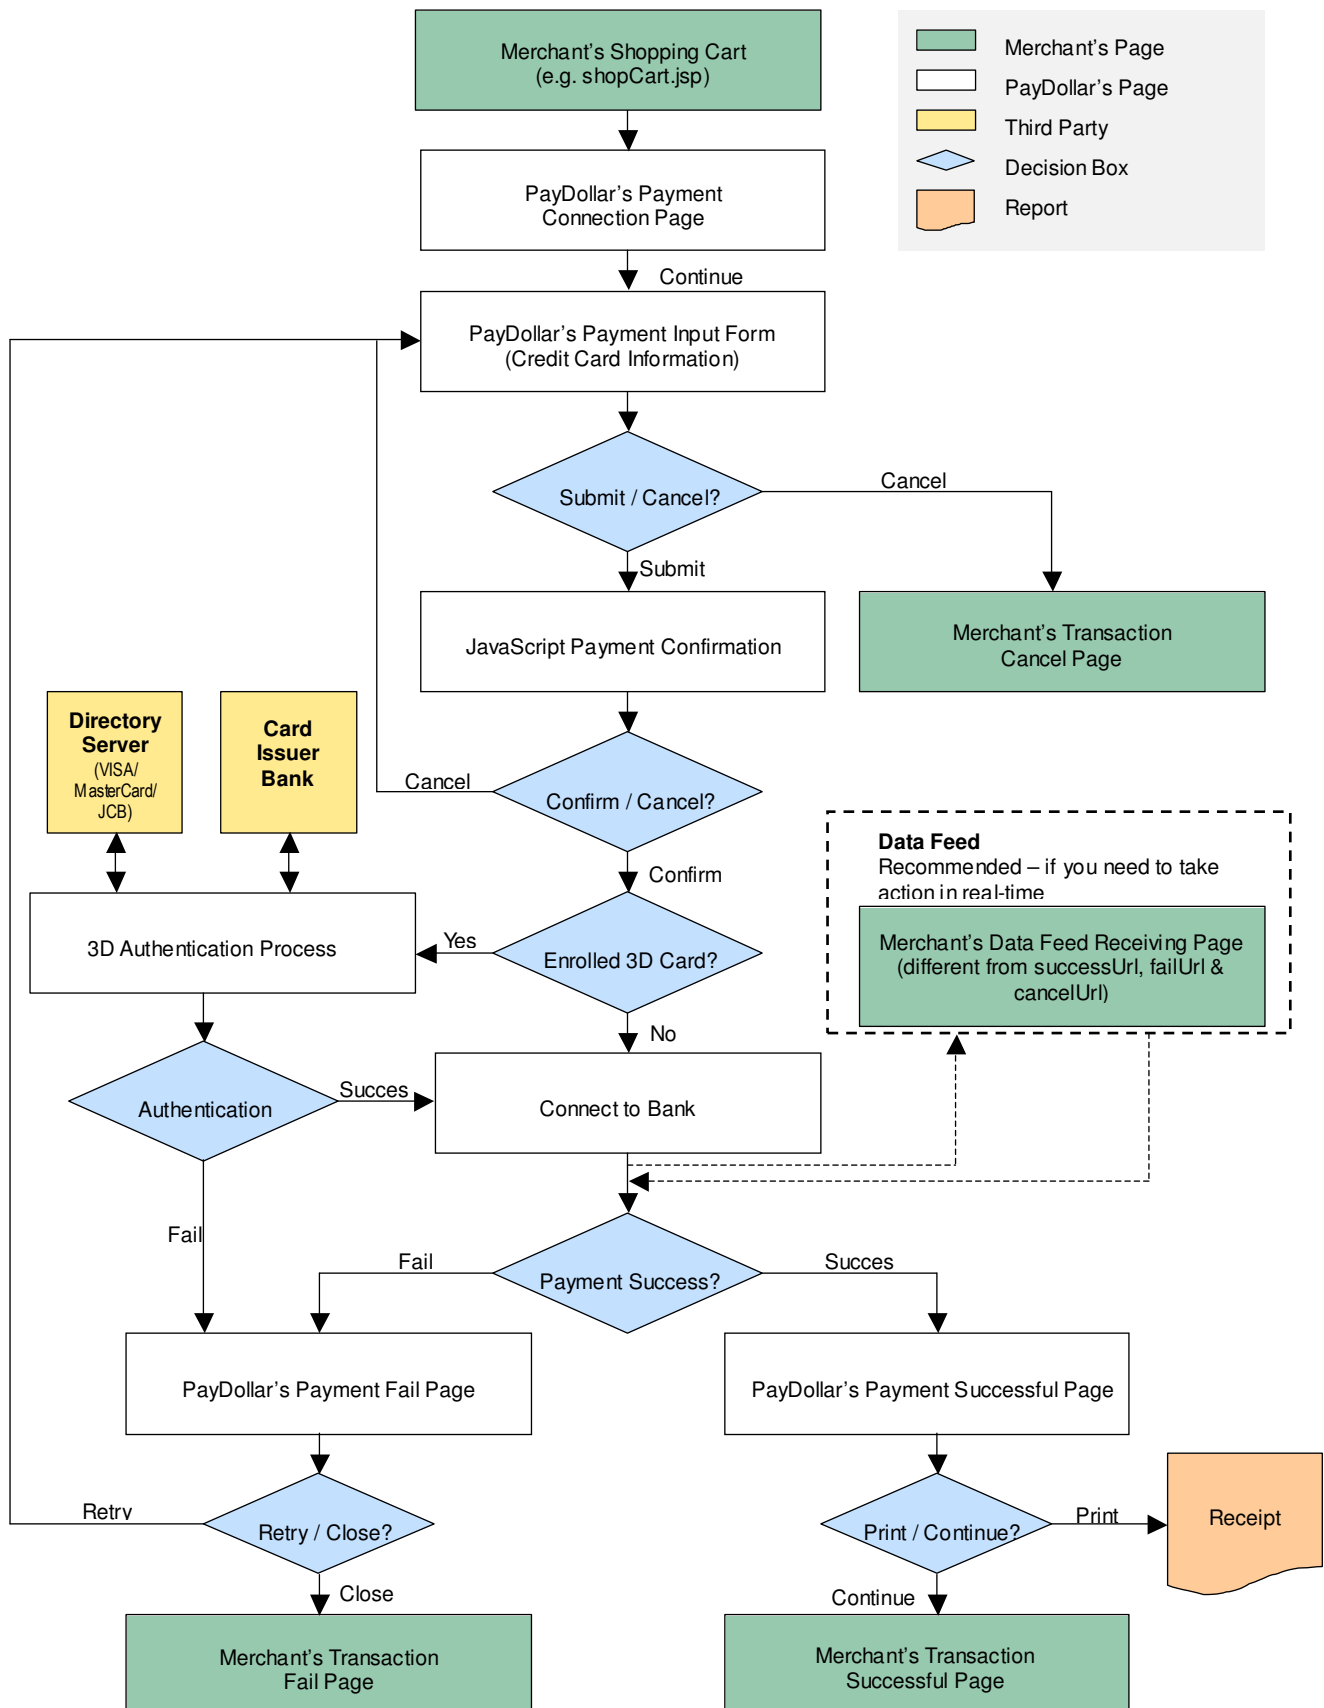 Merchant's Shopping Cart
(e.g. shopCart.jsp)
Merchant's Page
PayDollar's Page
Third Party
Decision Box
Report
PayDollar's Payment
Connection Page
Continue
PayDollar's Payment Input Form
(Credit Card Information)
Submit / Cancel?
Cancel
Submit
JavaScript Payment Confirmation
Merchant's Transaction
Cancel Page
Directory
Server
(VISA/
MasterCard/
JCB)
Card
Issuer
Bank
Cancel
Confirm / Cancel?
Confirm
Data Feed
Recommended – if you need to take
action in real-time
Merchant's Data Feed Receiving Page
(different from successUrl, failUrl &
cancelUrl)
3D Authentication Process
Yes
Enrolled 3D Card?
No
Authentication
Succes
Connect to Bank
Fail
Fail
Payment Success?
Succes
PayDollar's Payment Fail Page
PayDollar's Payment Successful Page
Retry
Retry / Close?
Close
Print / Continue?
Print
Receipt
Continue
Merchant's Transaction
Fail Page
Merchant's Transaction
Successful Page